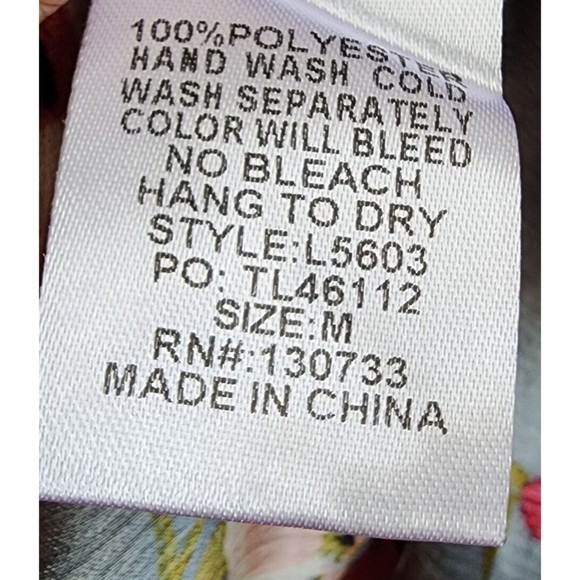 100%POLYESTER
HAND WASH COLD
WASH SEPARATELY
COLOR WILL BLEED
NO BLEACH
HANG TO DRY
STYLE:L5603
PO: TL46112
SIZE:M
RN#:130733
MADE IN CHINA